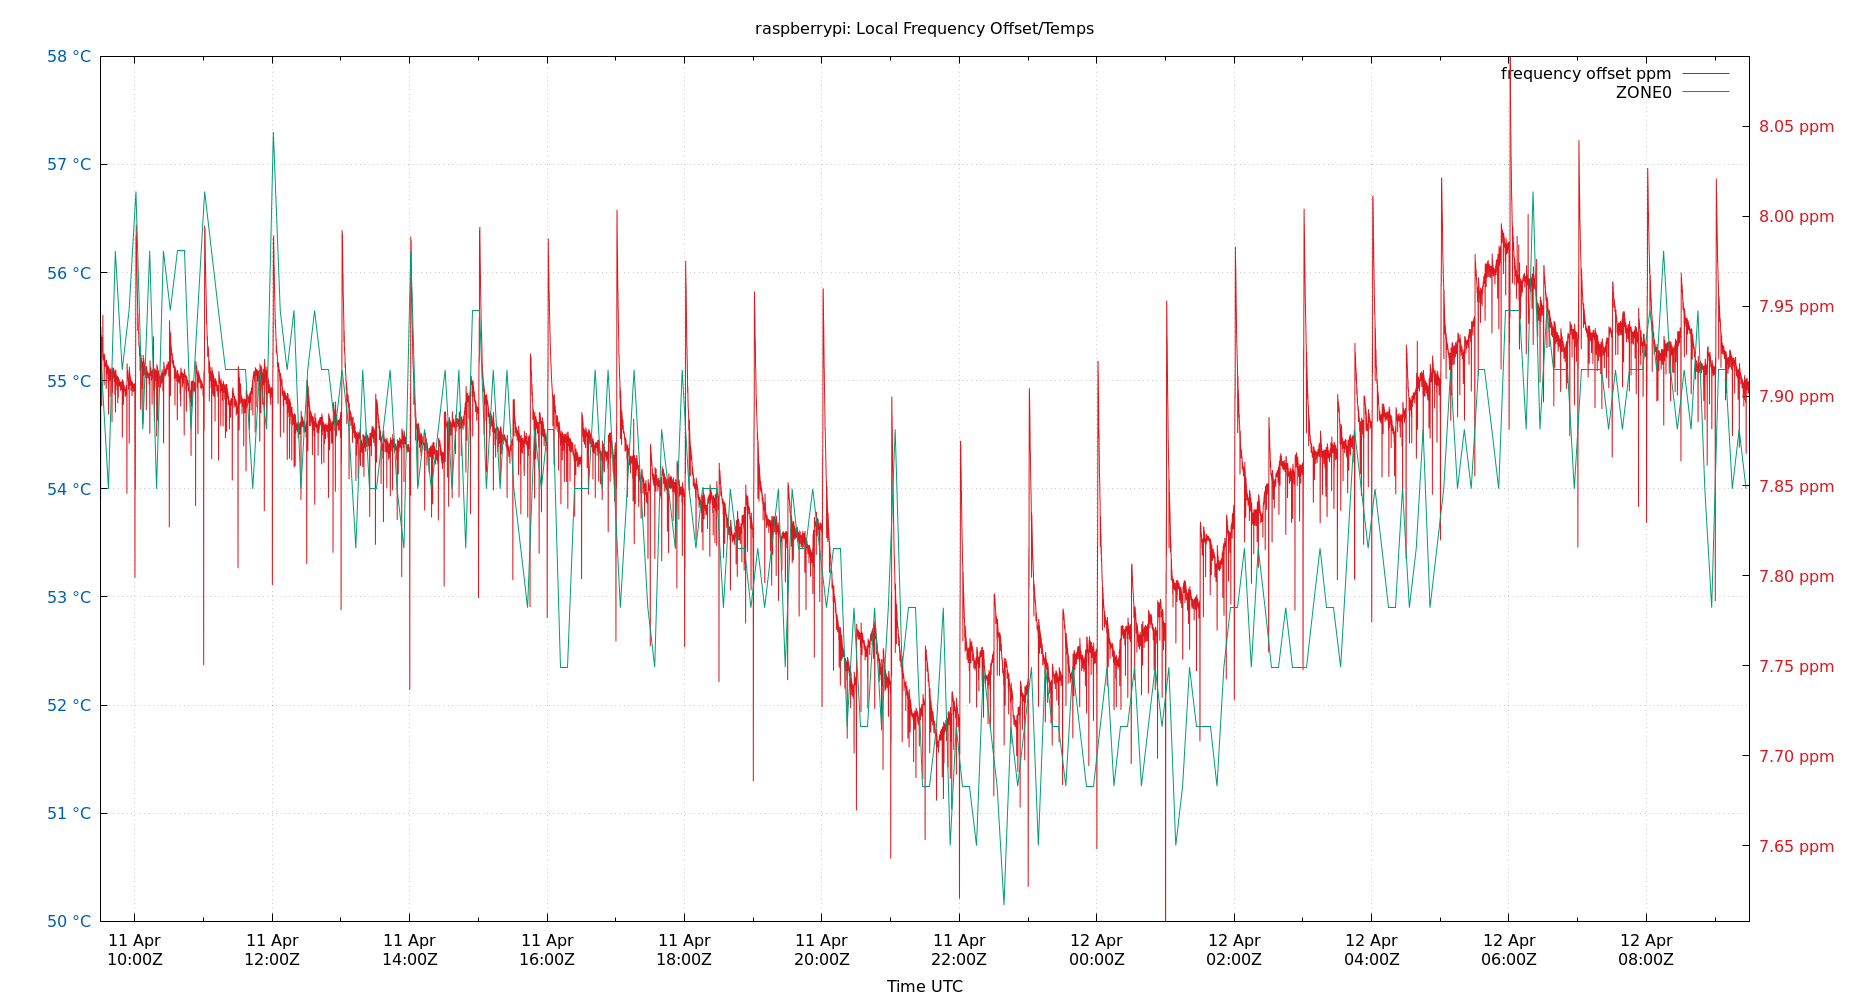 raspberrypi: Local Frequency Offset/Temps
58 °C
57 °C
56 °C
55 °C
54 °C
53 °C
52 °C
51 °C
50 °C
frequency offset ppm
ZONE0
8.05 ppm
8.00 ppm
7.95 ppm
7.90 ppm
7.85 ppm
7.80 ppm
7.75 ppm
7.70 ppm
7.65 ppm
11 Apr 11 Apr 11 Apr 11 Apr 11 Apr 11 Apr 11 Apr 12 Apr 12 Apr 12 Apr 12 Apr 12 Apr
10:00Z 12:00Z 14:00Z 16:00Z 18:00Z 20:00Z 22:00Z 00:00Z 02:00Z 04:00Z 06:00Z 08:00Z
Time UTC